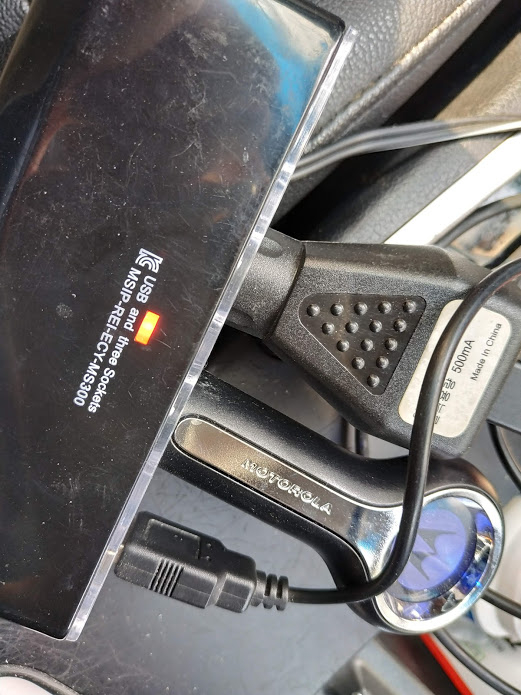 USB and three Sockets
MSIP-REI-ECY-MS300
500mA
Made in China
MOTOROLA